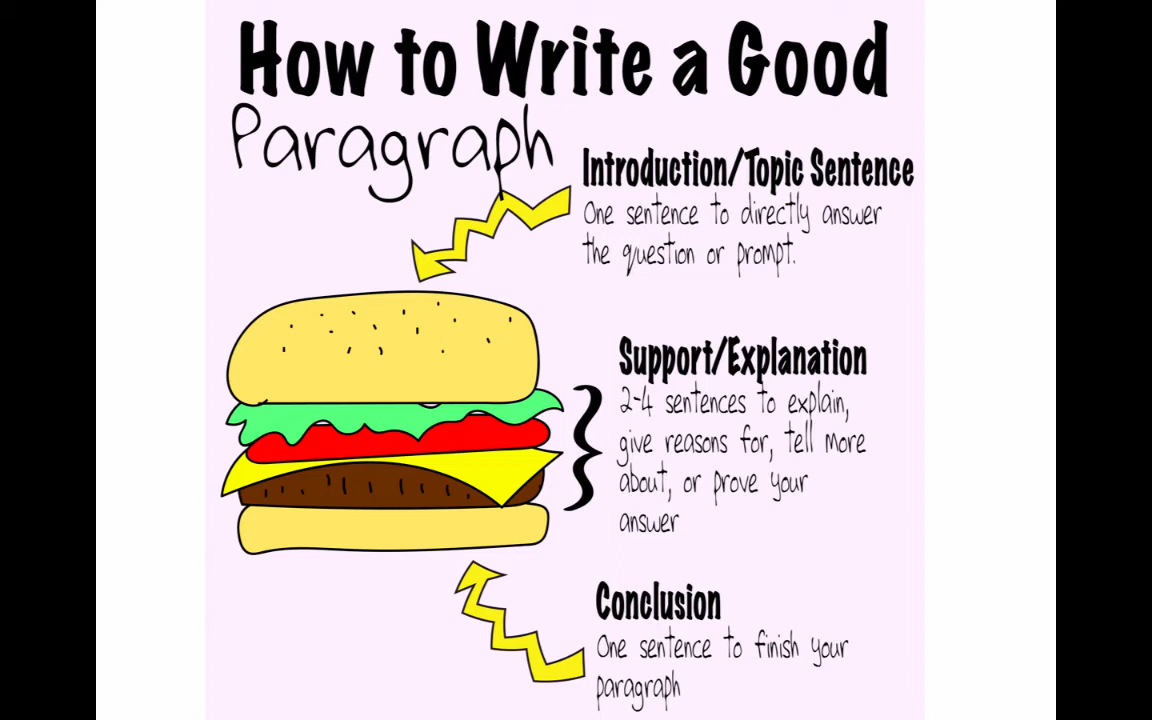 How to Write a Good
Paragraph
Introduction/Topic Sentence
One sentence to directly answer
the question or prompt.
Support/Explanation
2-4 sentences to explain,
give reasons for, tell more
about, or prove your
answer
Conclusion
One sentence to finish your
paragraph